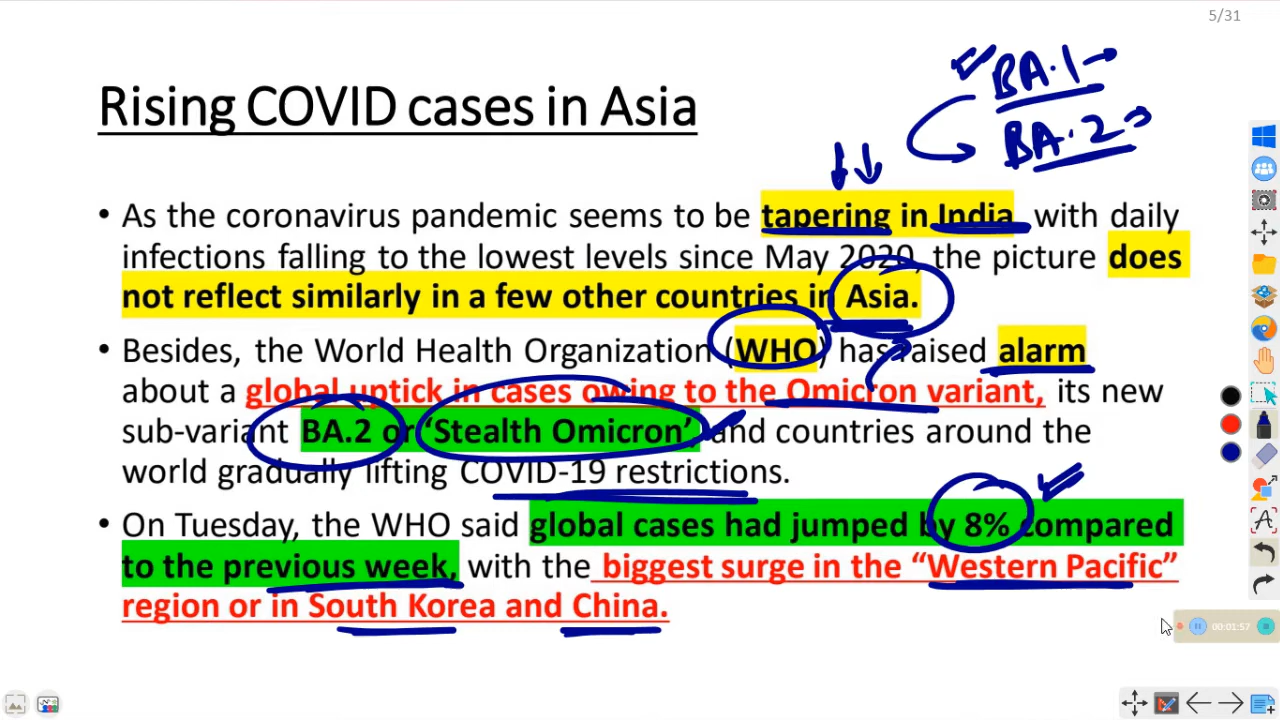 5/31
BA.1
Rising COVID cases in Asia
BA.2
• As the coronavirus pandemic seems to be tapering in India with daily
infections falling to the lowest levels since May 2020, the picture does
not reflect similarly in a few other countries in Asia.
• Besides, the World Health Organization (WHO) has raised alarm
about a global uptick in cases owing to the Omicron variant, its new
sub-variant BA.2 or ‘Stealth Omicron’, and countries around the
world gradually lifting COVID-19 restrictions.
• On Tuesday, the WHO said global cases had jumped by 8% compared
to the previous week, with the biggest surge in the “Western Pacific”
region or in South Korea and China.
00:01:57